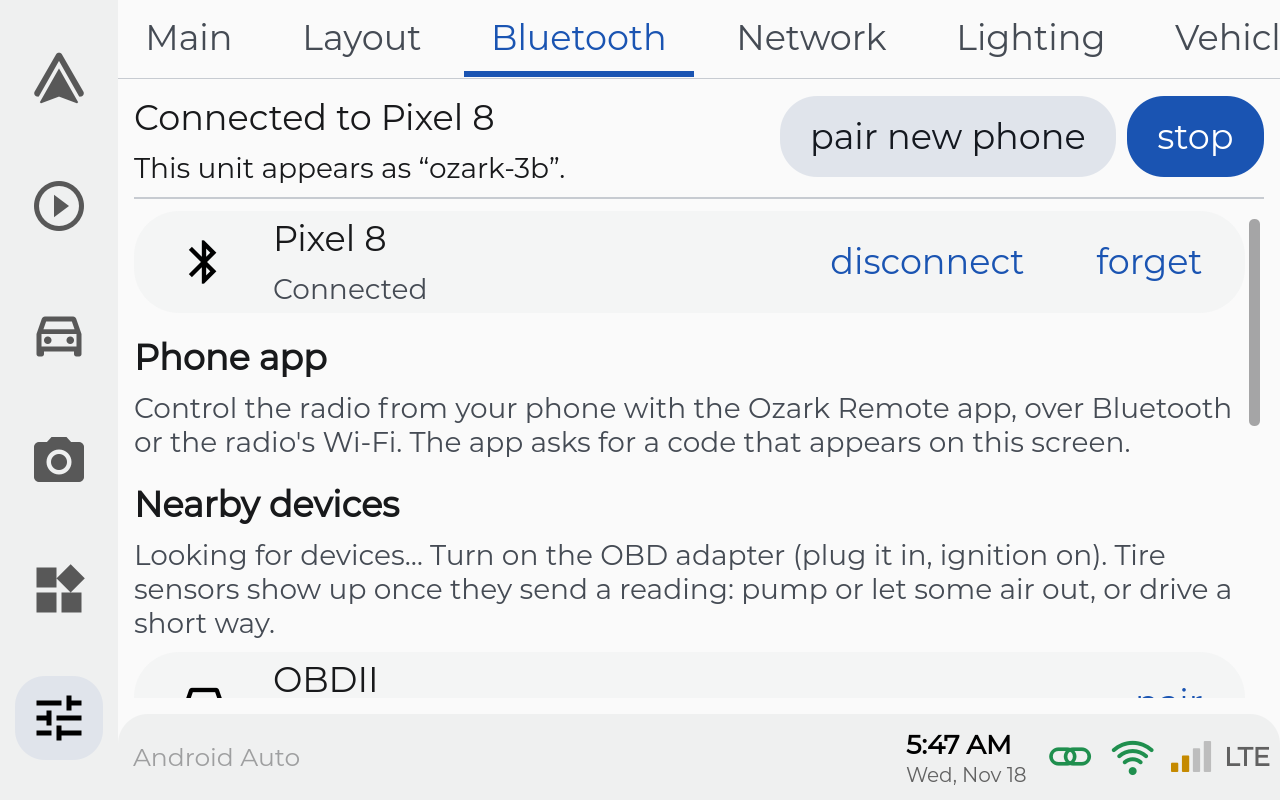 Main Layout Bluetooth Network Lighting Vehicl
Connected to Pixel 8
This unit appears as “ozark-3b”.
pair new phone stop
Pixel 8
Connected
disconnect forget
Phone app
Control the radio from your phone with the Ozark Remote app, over Bluetooth
or the radio's Wi-Fi. The app asks for a code that appears on this screen.
Nearby devices
Looking for devices... Turn on the OBD adapter (plug it in, ignition on). Tire
sensors show up once they send a reading: pump or let some air out, or drive a
short way.
OBDII
pair
Android Auto
5:47 AM
Wed, Nov 18
LTE